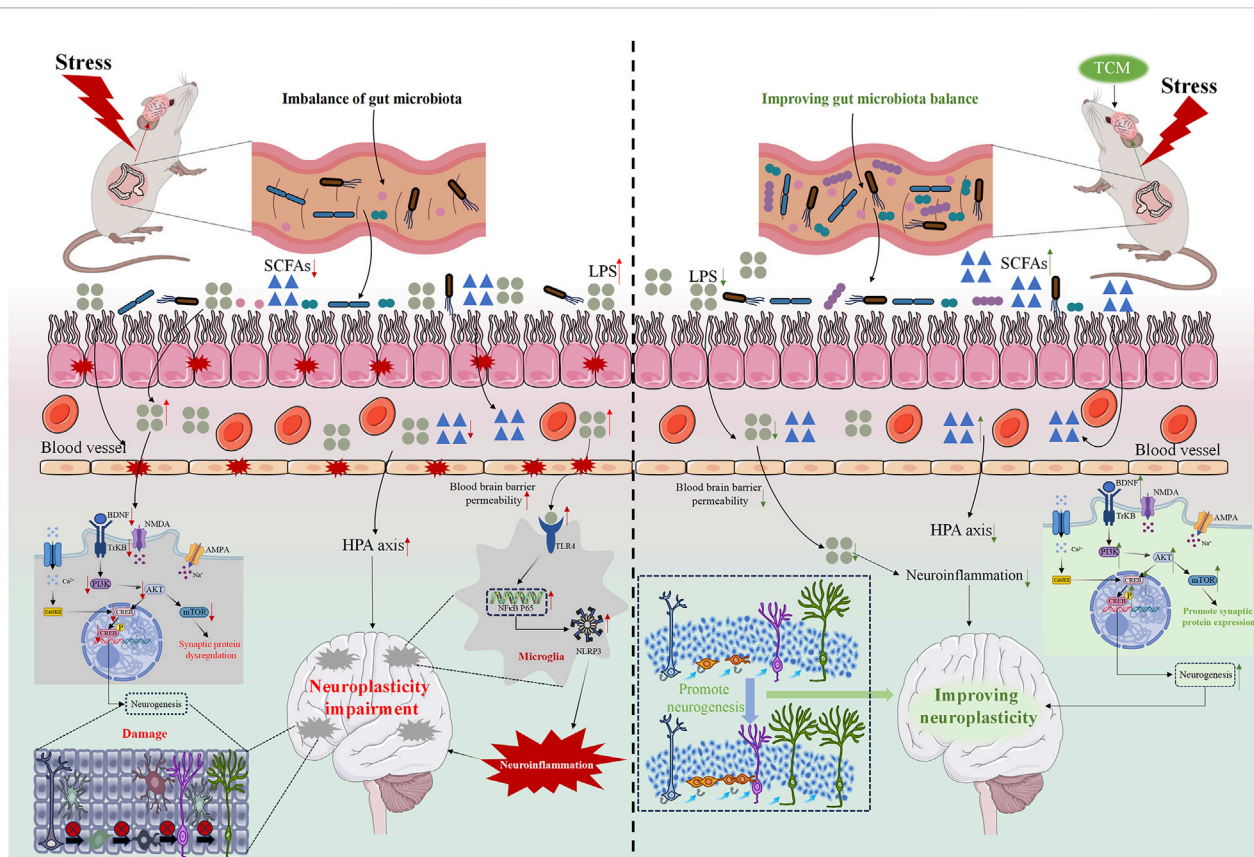 Stress
Imbalance of gut microbiota
SCFAs
LPS
Blood vessel
Blood brain barrier
permeability
HPA axis
BDNF
NMDA
TrKB
AMPA
Ca²⁺
Na⁺
PI3K
AKT
CaMKII
CREB
mTOR
P
CREB
Synaptic protein
dysregulation
Neurogenesis
Damage
TLR4
NFκB P65
NLRP3
Microglia
Neuroplasticity
impairment
Neuroinflammation
TCM
Stress
Improving gut microbiota balance
LPS
SCFAs
Blood vessel
Blood brain barrier
permeability
HPA axis
Neuroinflammation
BDNF
NMDA
TrKB
AMPA
Ca²⁺
Na⁺
PI3K
AKT
CaMKII
CREB
mTOR
P
CREB
Promote synaptic
protein expression
Neurogenesis
Promote
neurogenesis
Improving
neuroplasticity